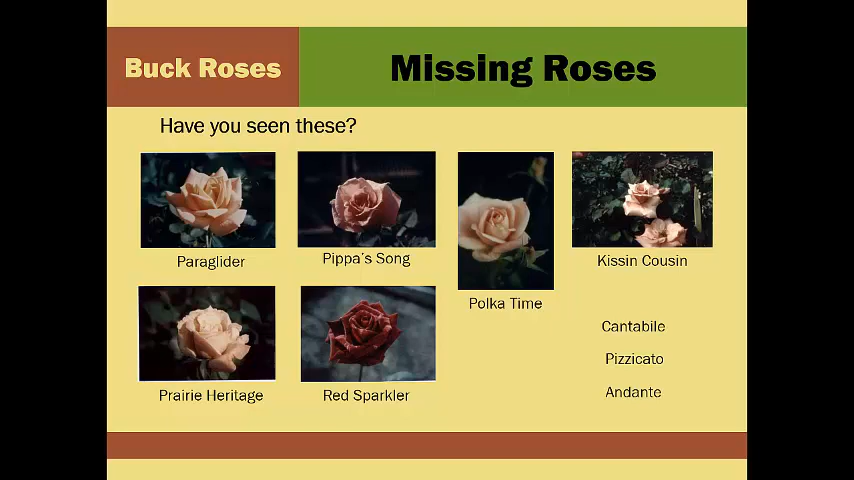 Buck Roses
Missing Roses
Have you seen these?
Paraglider
Pippa's Song
Polka Time
Kissin Cousin
Prairie Heritage
Red Sparkler
Cantabile
Pizzicato
Andante